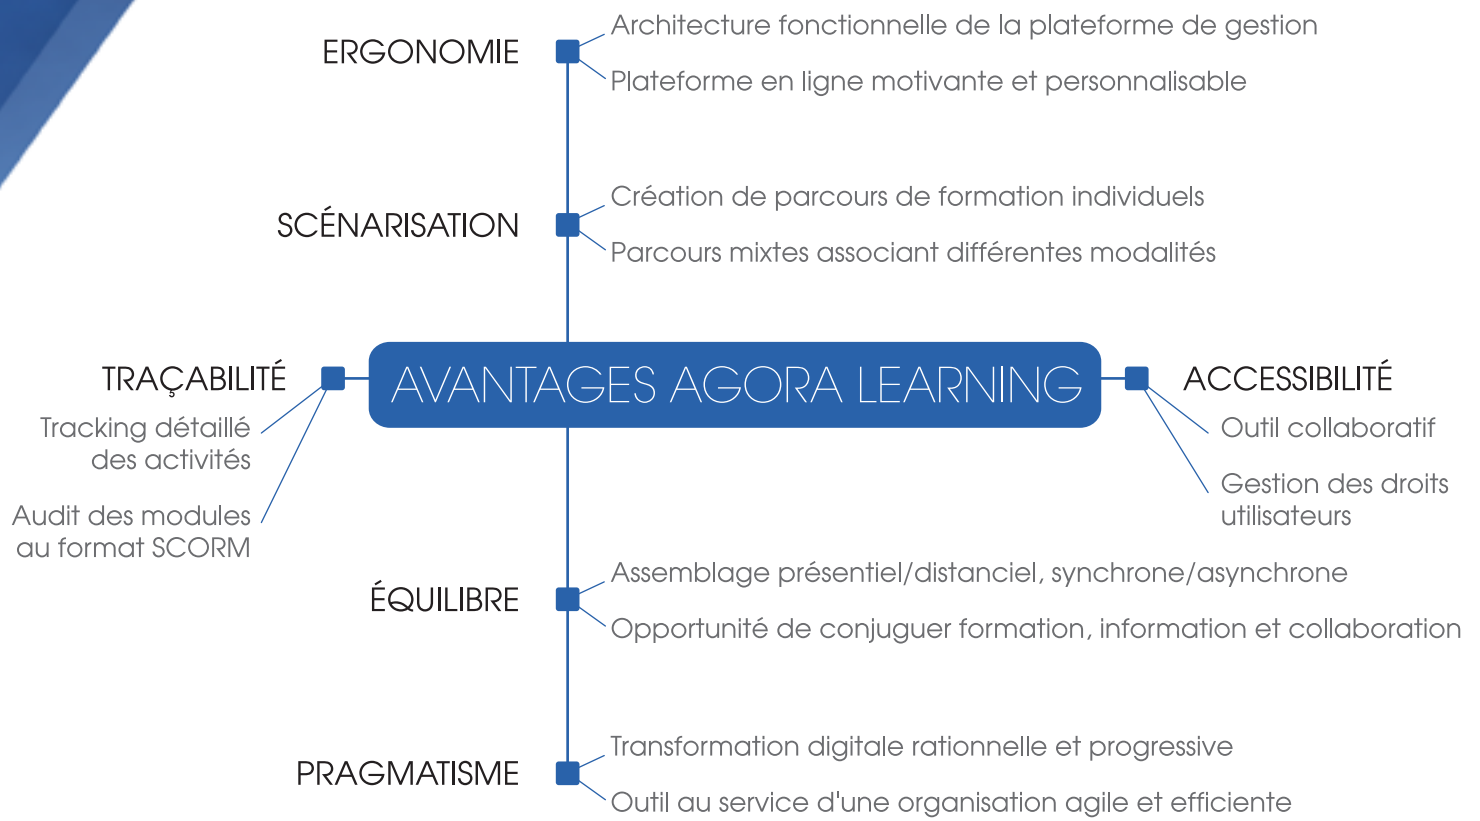 ERGONOMIE
Architecture fonctionnelle de la plateforme de gestion
Plateforme en ligne motivante et personnalisable
SCÉNARISATION
Création de parcours de formation individuels
Parcours mixtes associant différentes modalités
TRAÇABILITÉ
Tracking détaillé
des activités
Audit des modules
au format SCORM
AVANTAGES AGORA LEARNING
ACCESSIBILITÉ
Outil collaboratif
Gestion des droits
utilisateurs
ÉQUILIBRE
Assemblage présentiel/distanciel, synchrone/asynchrone
Opportunité de conjuguer formation, information et collaboration
PRAGMATISME
Transformation digitale rationnelle et progressive
Outil au service d'une organisation agile et efficiente